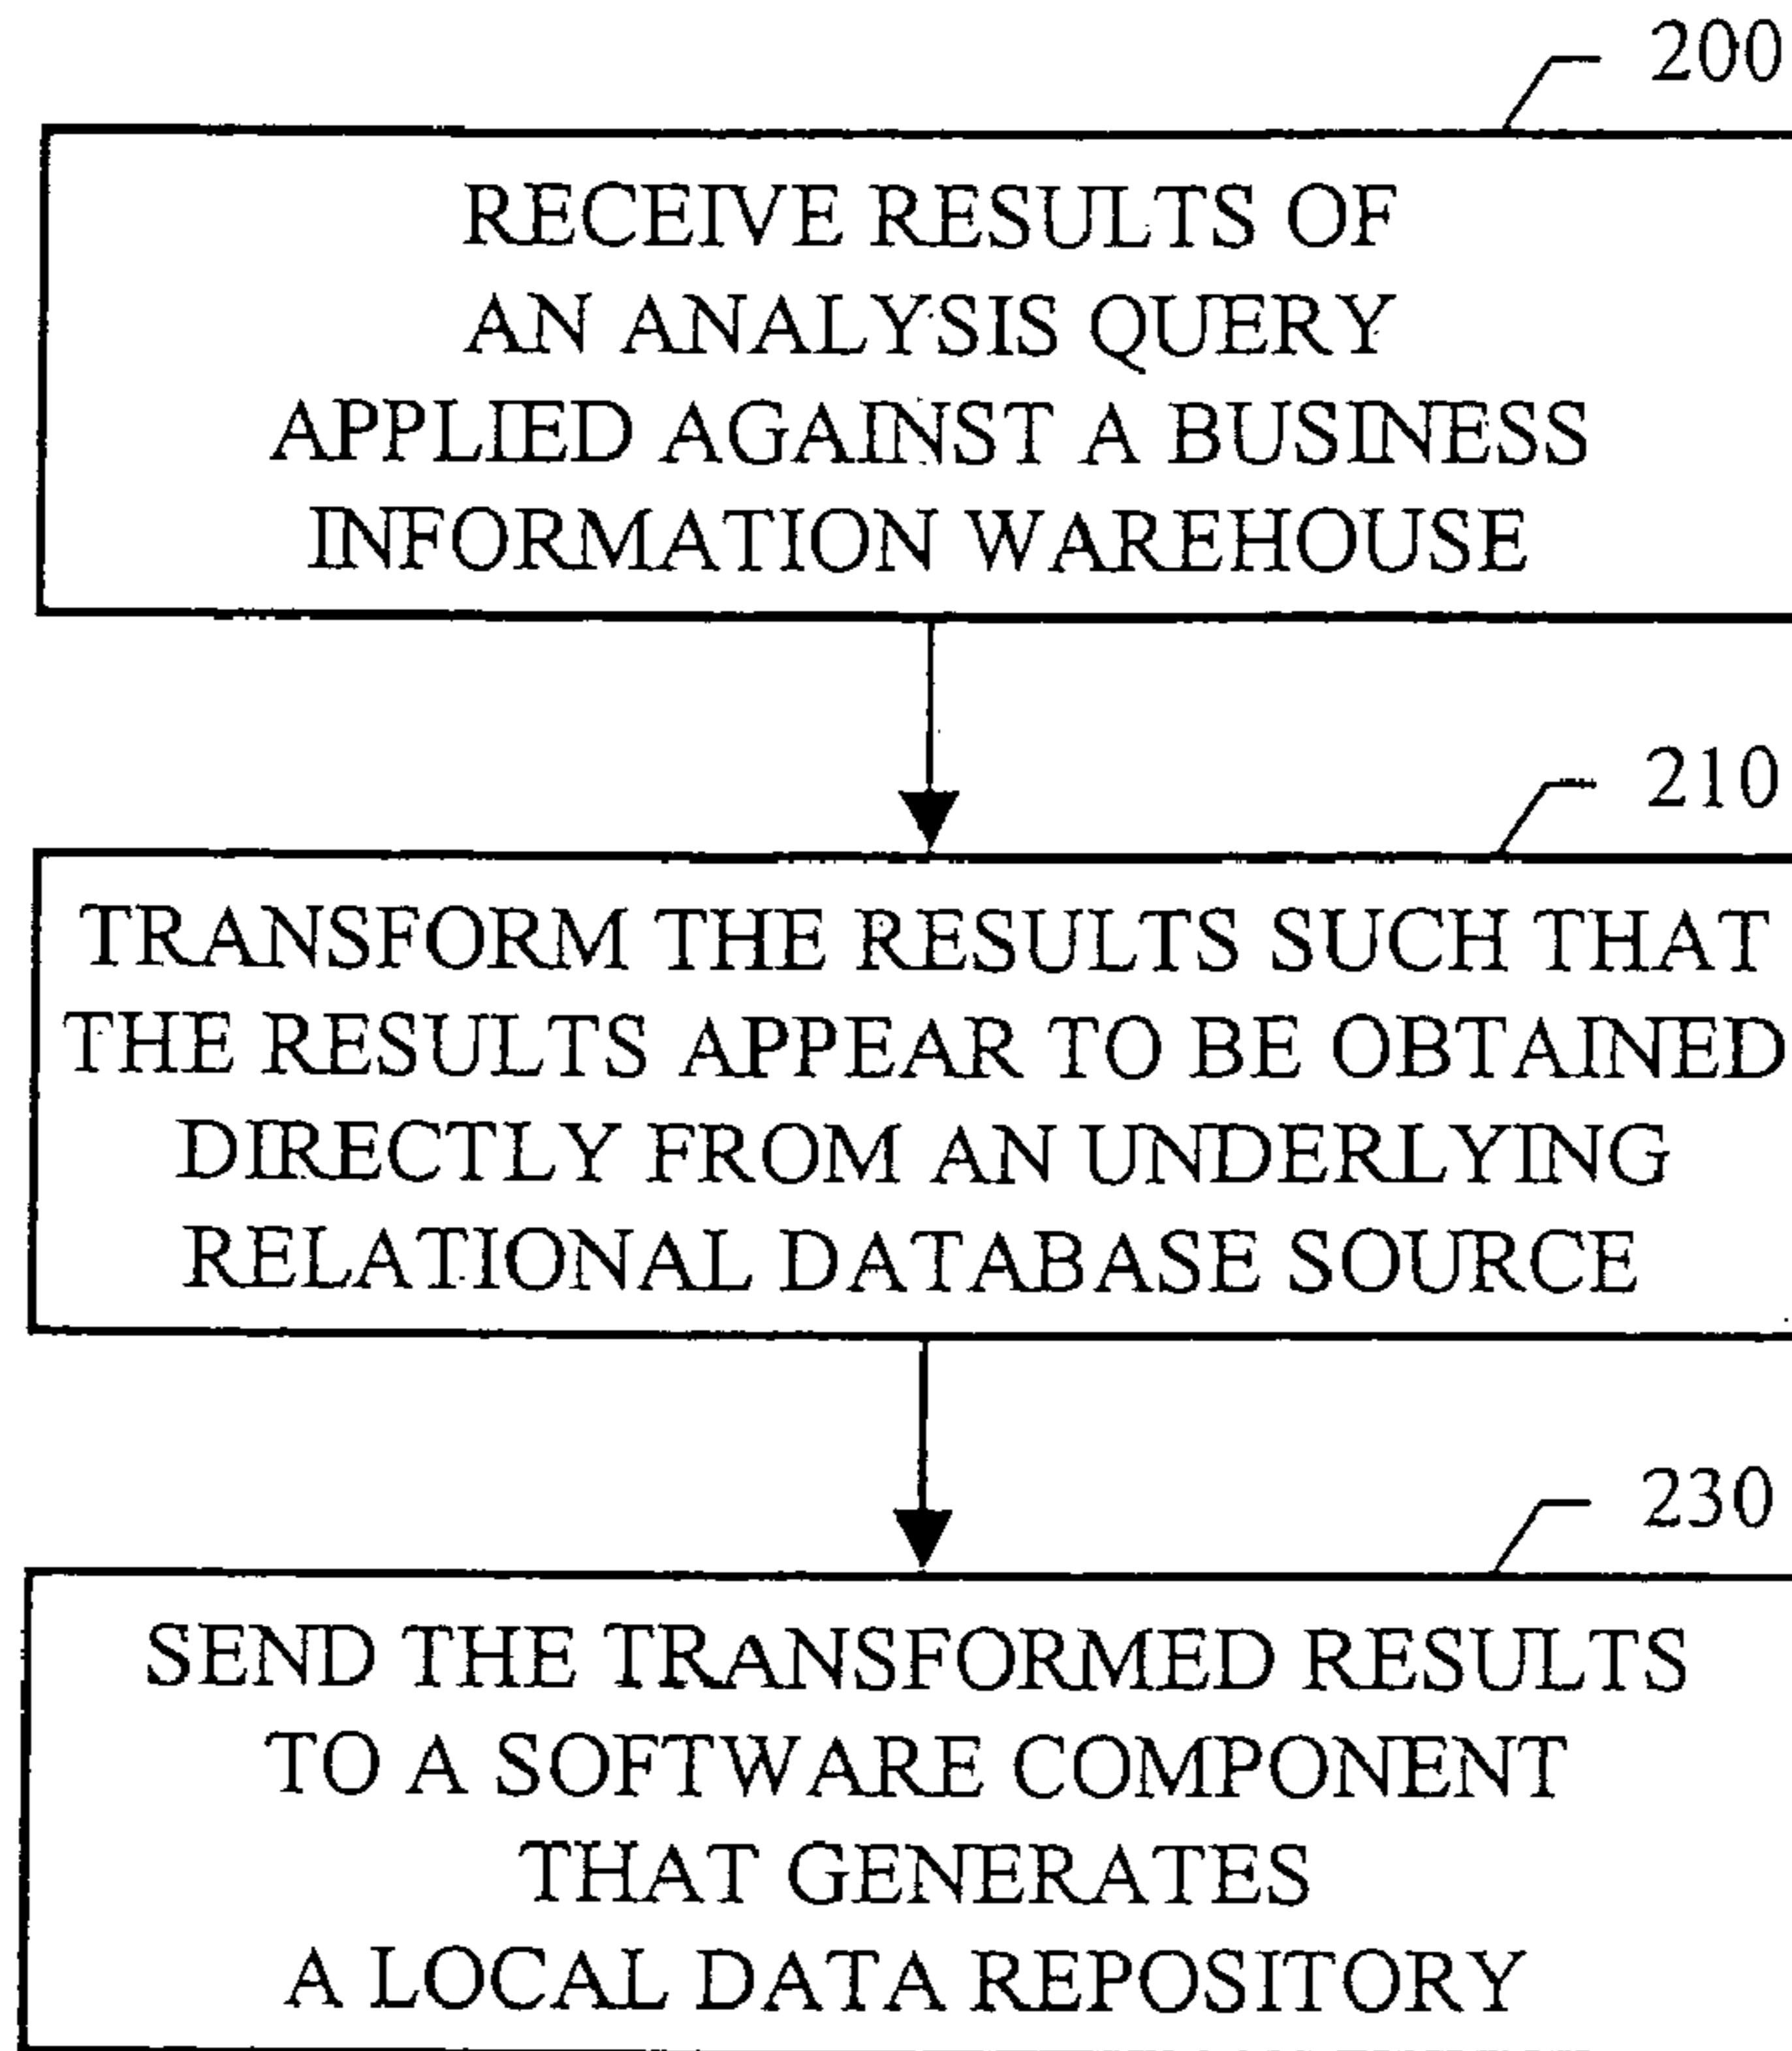 200
RECEIVE RESULTS OF
AN ANALYSIS QUERY
APPLIED AGAINST A BUSINESS
INFORMATION WAREHOUSE
210
TRANSFORM THE RESULTS SUCH THAT
THE RESULTS APPEAR TO BE OBTAINED
DIRECTLY FROM AN UNDERLYING
RELATIONAL DATABASE SOURCE
230
SEND THE TRANSFORMED RESULTS
TO A SOFTWARE COMPONENT
THAT GENERATES
A LOCAL DATA REPOSITORY